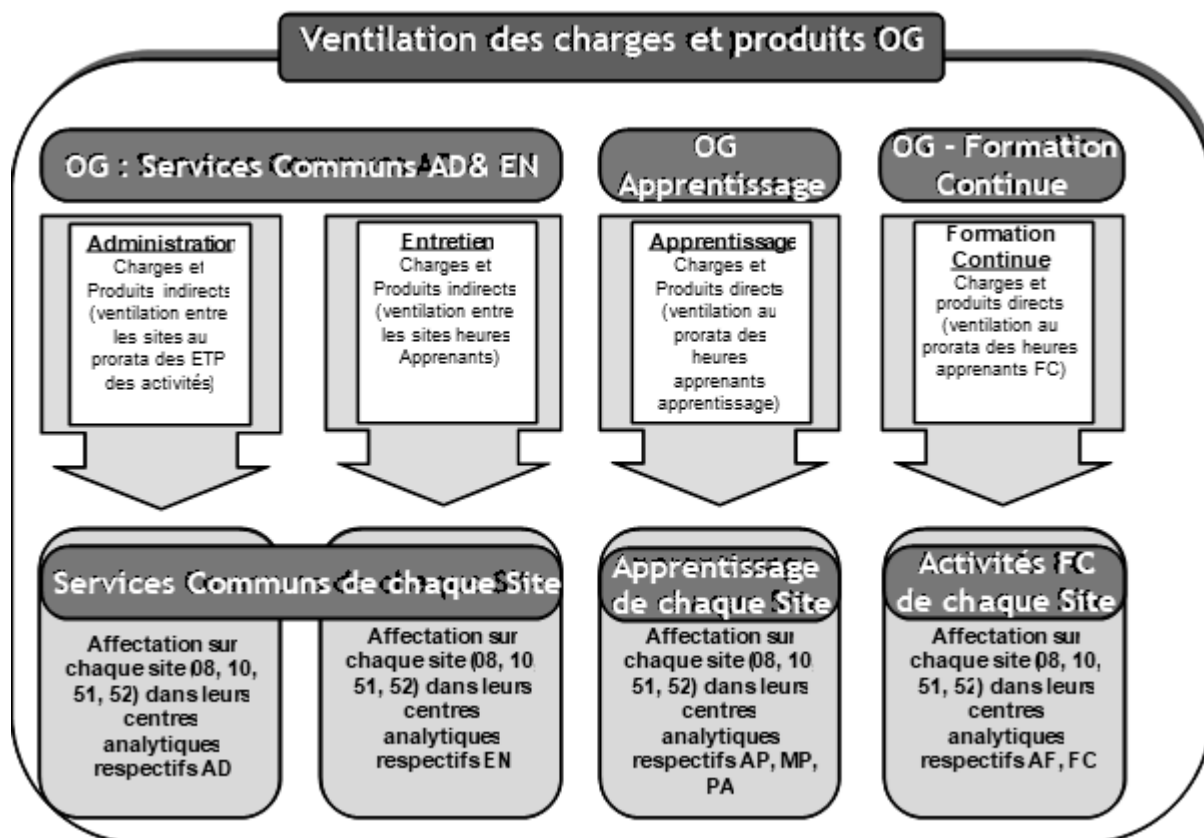 Ventilation des charges et produits OG
OG : Services Communs AD& EN
OG
Apprentissage
OG - Formation
Continue
Administration
Charges et
Produits indirects
(ventilation entre
les sites au
prorata des ETP
des activités)
Entretien
Charges et
Produits indirects
(ventilation entre
les sites heures
Apprenants)
Apprentissage
Charges et
Produits directs
(ventilation au
prorata des
heures
apprenants
apprentissage)
Formation
Continue
Charges et
produits directs
(ventilation au
prorata des heures
apprenants FC)
Services Communs de chaque Site
Apprentissage
de chaque Site
Activités FC
de chaque Site
Affectation sur
chaque site (08, 10,
51, 52) dans leurs
centres
analytiques
respectifs AD
Affectation sur
chaque site (08, 10,
51, 52) dans leurs
centres
analytiques
respectifs EN
Affectation sur
chaque site (08, 10,
51, 52) dans leurs
centres
analytiques
respectifs AP, MP,
PA
Affectation sur
chaque site (08, 10,
51, 52) dans leurs
centres
analytiques
respectifs AF, FC